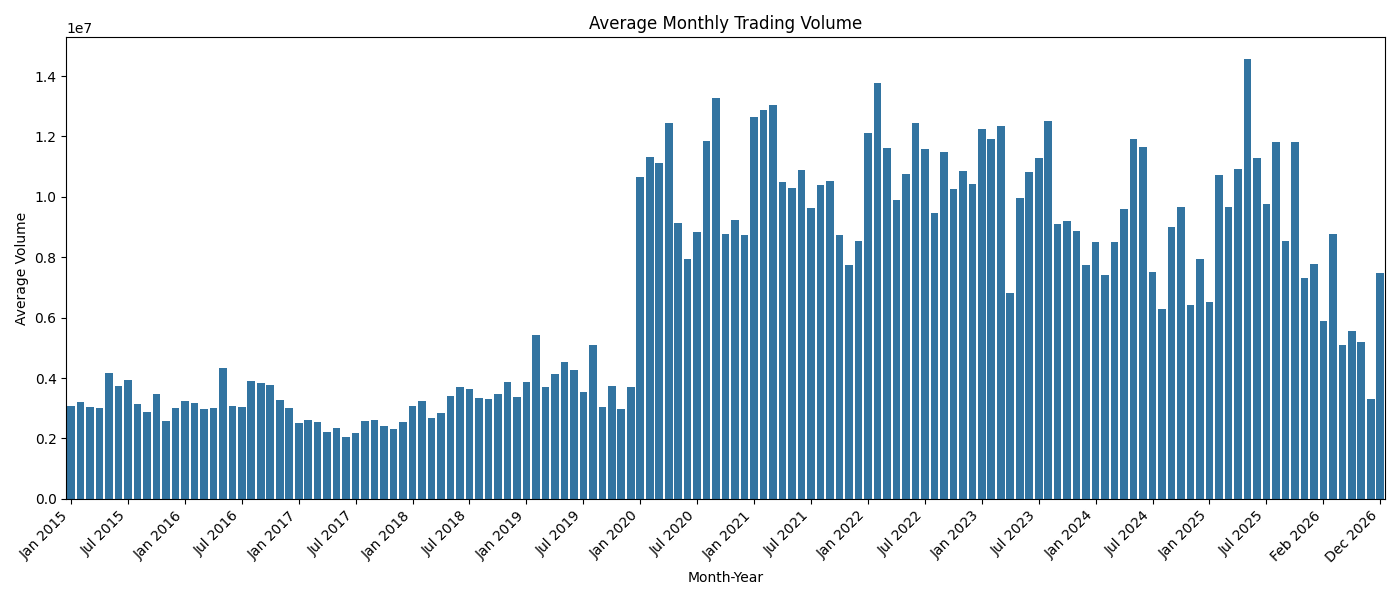 Average Monthly Trading Volume
1e7
1.4
1.2
1.0
0.8
0.6
0.4
0.2
0.0
Average Volume
Jan 2015
Jul 2015
Jan 2016
Jul 2016
Jan 2017
Jul 2017
Jan 2018
Jul 2018
Jan 2019
Jul 2019
Jan 2020
Jul 2020
Jan 2021
Jul 2021
Jan 2022
Jul 2022
Jan 2023
Jul 2023
Jan 2024
Jul 2024
Jan 2025
Jul 2025
Feb 2026
Dec 2026
Month-Year